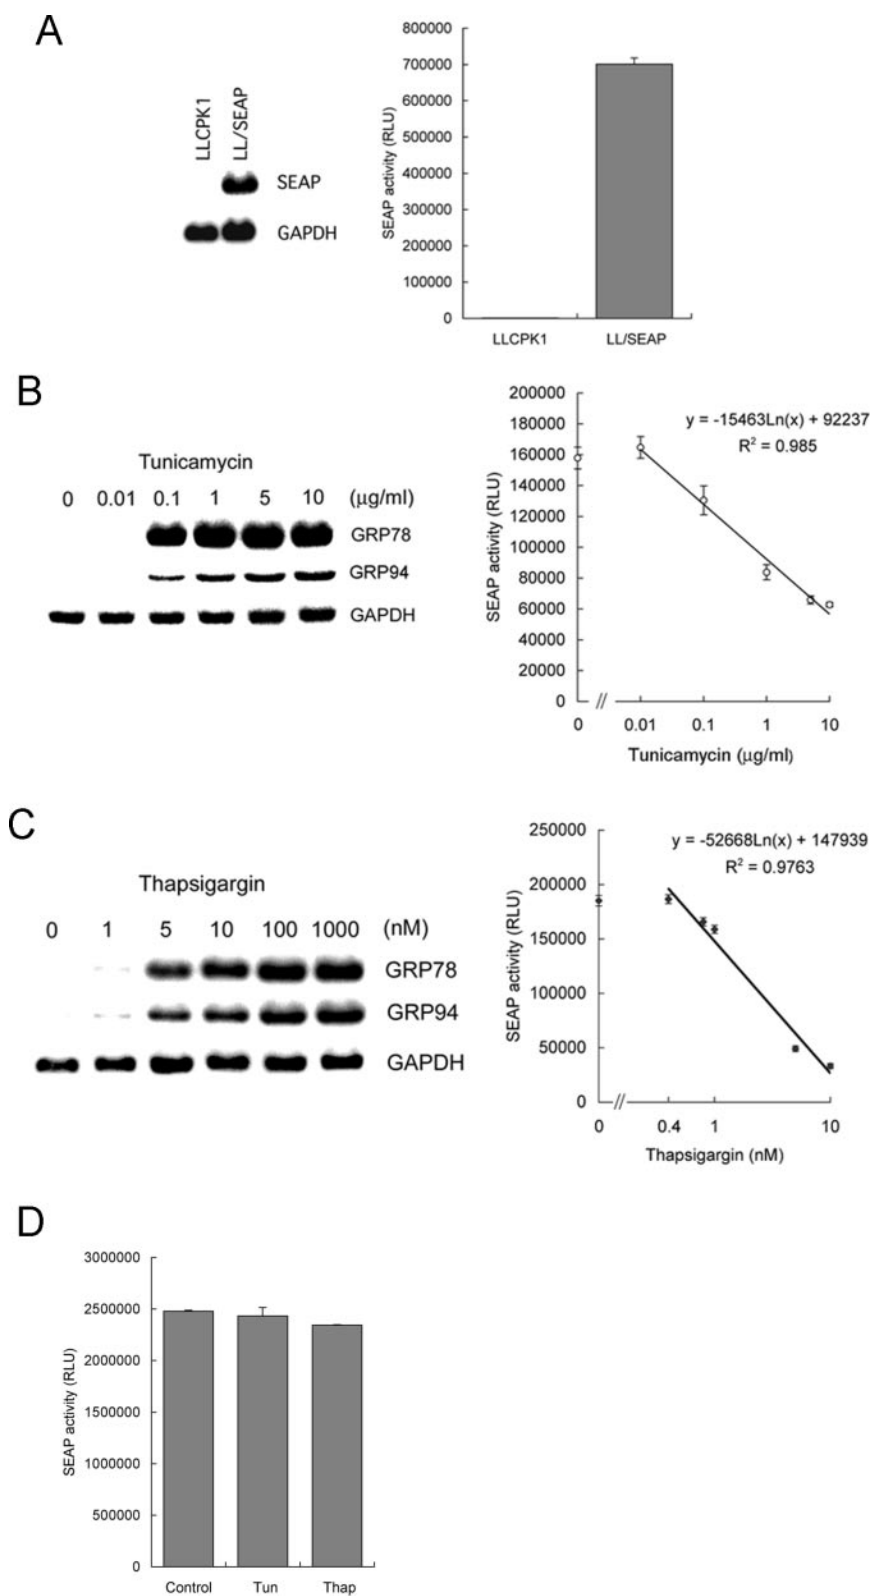 A
LLCPK1
LL/SEAP
SEAP
GAPDH
SEAP activity (RLU)
800000
700000
600000
500000
400000
300000
200000
100000
0
LLCPK1 LL/SEAP
B
Tunicamycin
0 0.01 0.1 1 5 10 (μg/ml)
GRP78
GRP94
GAPDH
SEAP activity (RLU)
200000
180000
160000
140000
120000
100000
80000
60000
40000
20000
0
y = -15463Ln(x) + 92237
R² = 0.985
0 // 0.01 0.1 1 10
Tunicamycin (μg/ml)
C
Thapsigargin
0 1 5 10 100 1000 (nM)
GRP78
GRP94
GAPDH
SEAP activity (RLU)
250000
200000
150000
100000
50000
0
y = -52668Ln(x) + 147939
R² = 0.9763
0 // 0.4 1 10
Thapsigargin (nM)
D
SEAP activity (RLU)
3000000
2500000
2000000
1500000
1000000
500000
0
Control Tun Thap